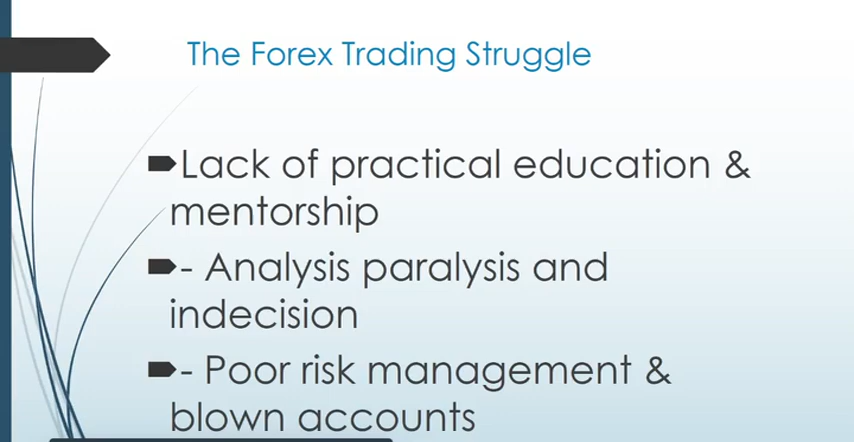 The Forex Trading Struggle
Lack of practical education &
mentorship
- Analysis paralysis and
indecision
- Poor risk management &
blown accounts